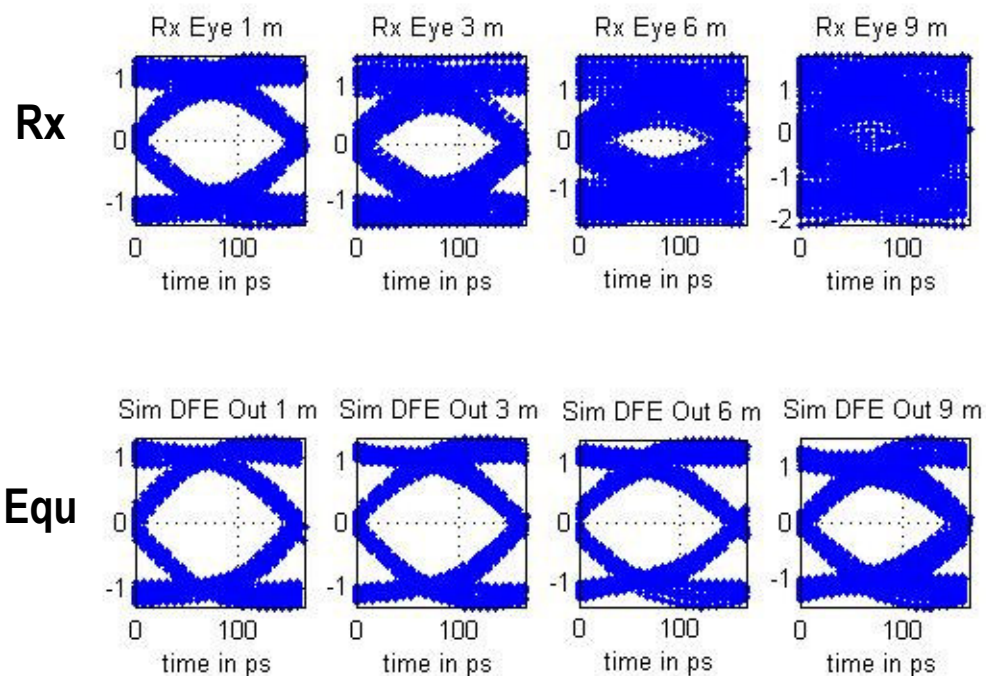 Rx Eye 1 m
Rx Eye 3 m
Rx Eye 6 m
Rx Eye 9 m
Rx
1
0
-1
0
100
time in ps
1
0
-1
0
100
time in ps
1
0
-1
0
100
time in ps
1
0
-1
-2
0
100
time in ps
Sim DFE Out 1 m
Sim DFE Out 3 m
Sim DFE Out 6 m
Sim DFE Out 9 m
Equ
1
0
-1
0
100
time in ps
1
0
-1
0
100
time in ps
1
0
-1
0
100
time in ps
1
0
-1
0
100
time in ps